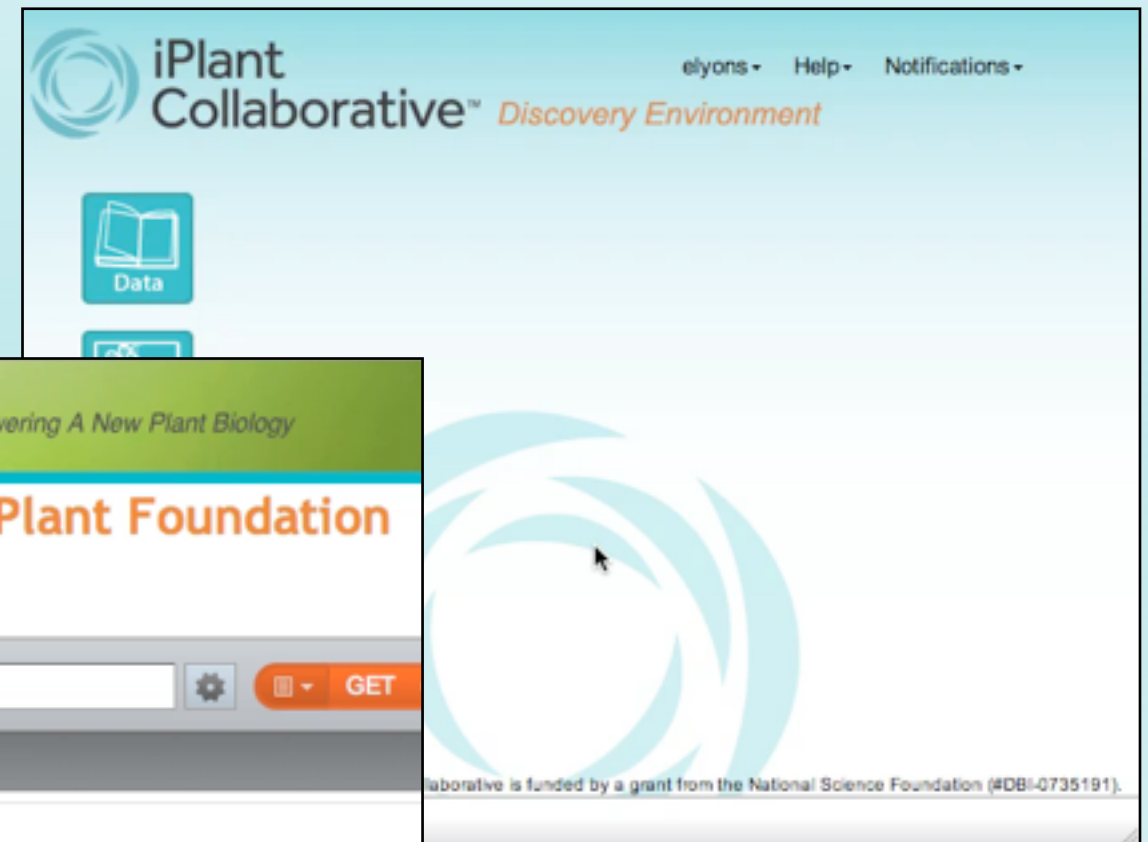 iPlant
Collaborative™ Discovery Environment
elyons Help Notifications
Data
vering A New Plant Biology
Plant Foundation
GET
laborative is funded by a grant from the National Science Foundation (#DBI-0735191).